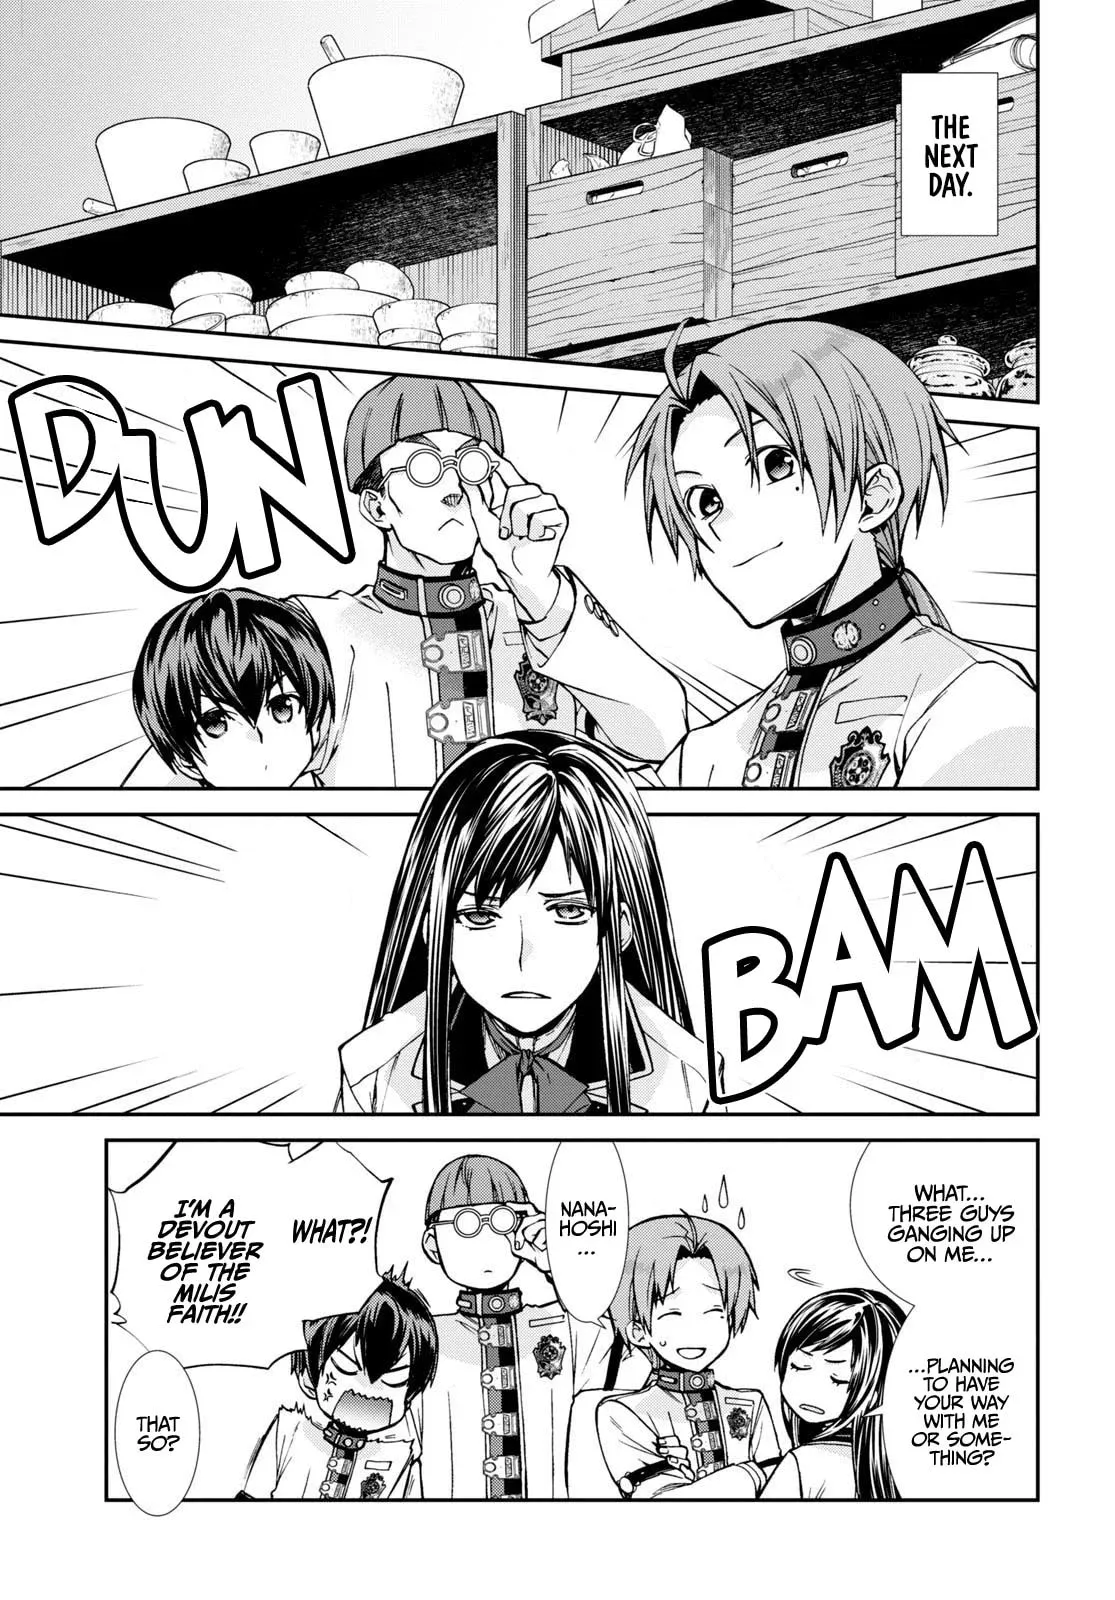 THE
NEXT
DAY.
DUN
BAM
WHAT...
THREE GUYS
GANGING UP
ON ME...
...PLANNING
TO HAVE
YOUR WAY
WITH ME
OR SOME-
THING?
NANA-
HOSHI
...
WHAT?!
I'M A
DEVOUT
BELIEVER
OF THE
MILIS
FAITH!!
THAT
SO?